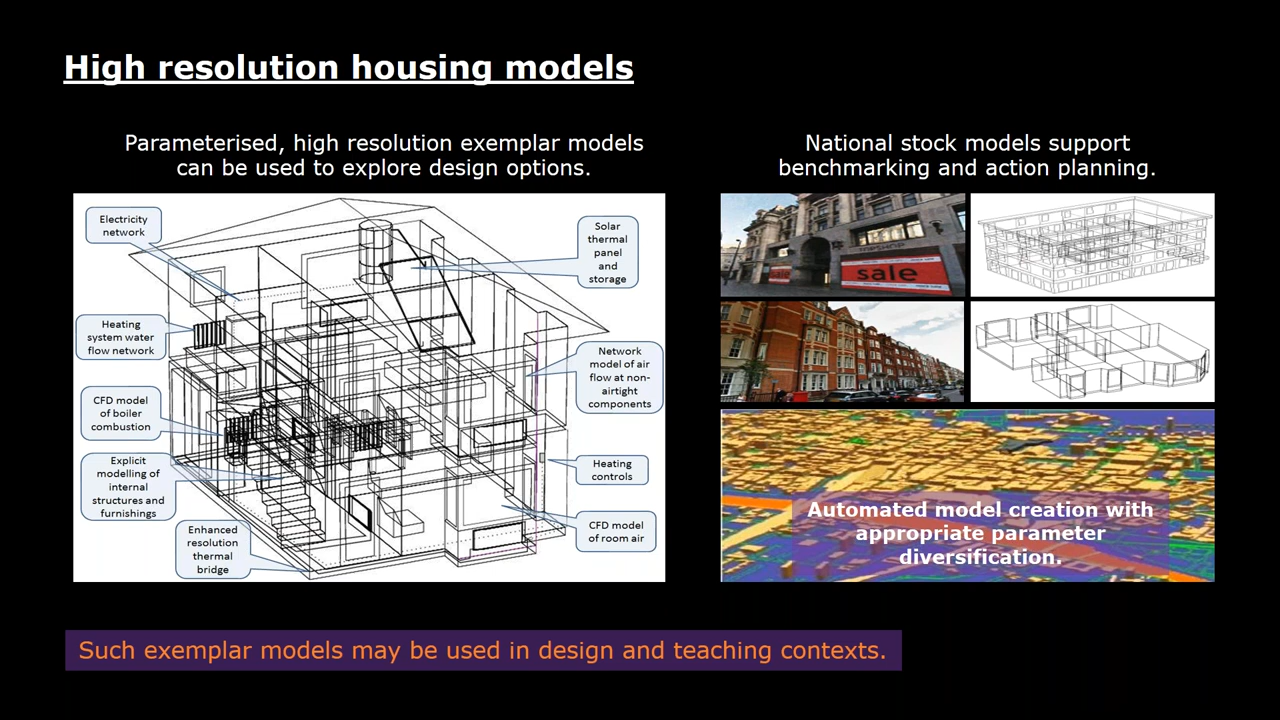 High resolution housing models
Parameterised, high resolution exemplar models
can be used to explore design options.
Electricity
network
Solar
thermal
panel
and
storage
Heating
system water
flow network
Network
model of air
flow at non-
airtight
components
CFD model
of boiler
combustion
Explicit
modelling of
internal
structures and
furnishings
Heating
controls
Enhanced
resolution
thermal
bridge
CFD model
of room air
National stock models support
benchmarking and action planning.
TOPSHOP
sale
sale
Automated model creation with
appropriate parameter
diversification.
Such exemplar models may be used in design and teaching contexts.